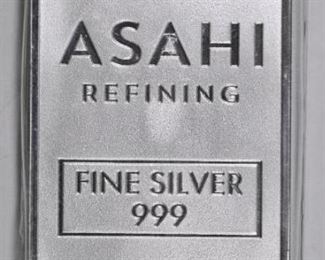 ASAHI
REFINING
FINE SILVER
999